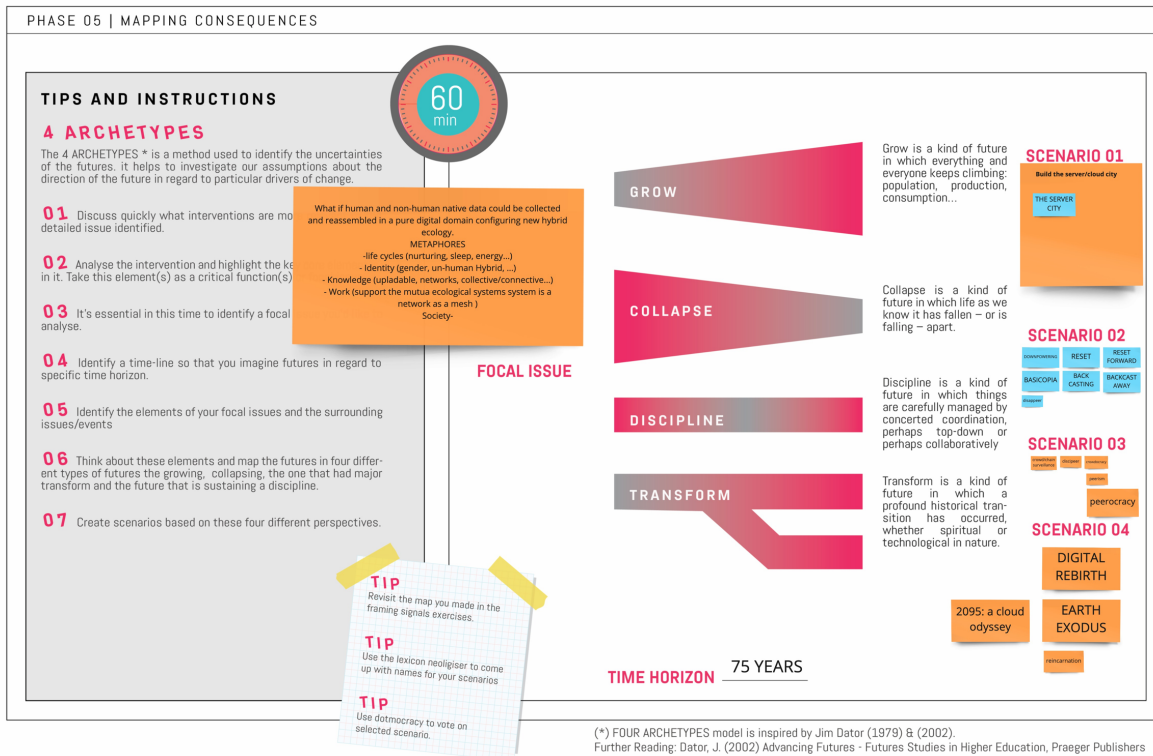 PHASE 05 | MAPPING CONSEQUENCES
TIPS AND INSTRUCTIONS
4 ARCHETYPES
The 4 ARCHETYPES * is a method used to identify the uncertainties
of the futures. it helps to investigate our assumptions about the
direction of the future in regard to particular drivers of change.
01 Discuss quickly what interventions are mo
detailed issue identified.
02 Analyse the intervention and highlight the ke
in it. Take this element(s) as a critical function(s)
03 It's essential in this time to identify a focal
analyse.
04 Identify a time-line so that you imagine futures in regard to
specific time horizon.
05 Identify the elements of your focal issues and the surrounding
issues/events
06 Think about these elements and map the futures in four differ-
ent types of futures the growing, collapsing, the one that had major
transform and the future that is sustaining a discipline.
07 Create scenarios based on these four different perspectives.
60
min
What if human and non-human native data could be collected
and reassembled in a pure digital domain configuring new hybrid
ecology.
METAPHORES
-life cycles (nurturing, sleep, energy...)
- Identity (gender, un-human Hybrid, ...)
- Knowledge (upladable, networks, collective/connective...)
- Work (support the mutua ecological systems system is a
network as a mesh )
Society-
FOCAL ISSUE
TIP
Revisit the map you made in the
framing signals exercises.
TIP
Use the lexicon neoligiser to come
up with names for your scenarios
TIP
Use dotmocracy to vote on
selected scenario.
GROW
Grow is a kind of future
in which everything and
everyone keeps climbing:
population, production,
consumption...
SCENARIO 01
Build the server/cloud city
THE SERVER
CITY
COLLAPSE
Collapse is a kind of
future in which life as we
know it has fallen – or is
falling – apart.
SCENARIO 02
DOWNPOWERING
RESET
RESET
FORWARD
BASICOPIA
BACK
CASTING
BACKCAST
AWAY
disappeer
DISCIPLINE
Discipline is a kind of
future in which things
are carefully managed by
concerted coordination,
perhaps top-down or
perhaps collaboratively
SCENARIO 03
surveillance
discipeer
peerocracy
TRANSFORM
Transform is a kind of
future in which a
profound historical tran-
sition has occurred,
whether spiritual or
technological in nature.
SCENARIO 04
DIGITAL
REBIRTH
2095: a cloud
odyssey
EARTH
EXODUS
reincarnation
TIME HORIZON 75 YEARS
(*) FOUR ARCHETYPES model is inspired by Jim Dator (1979) & (2002).
Further Reading: Dator, J. (2002) Advancing Futures - Futures Studies in Higher Education, Praeger Publishers